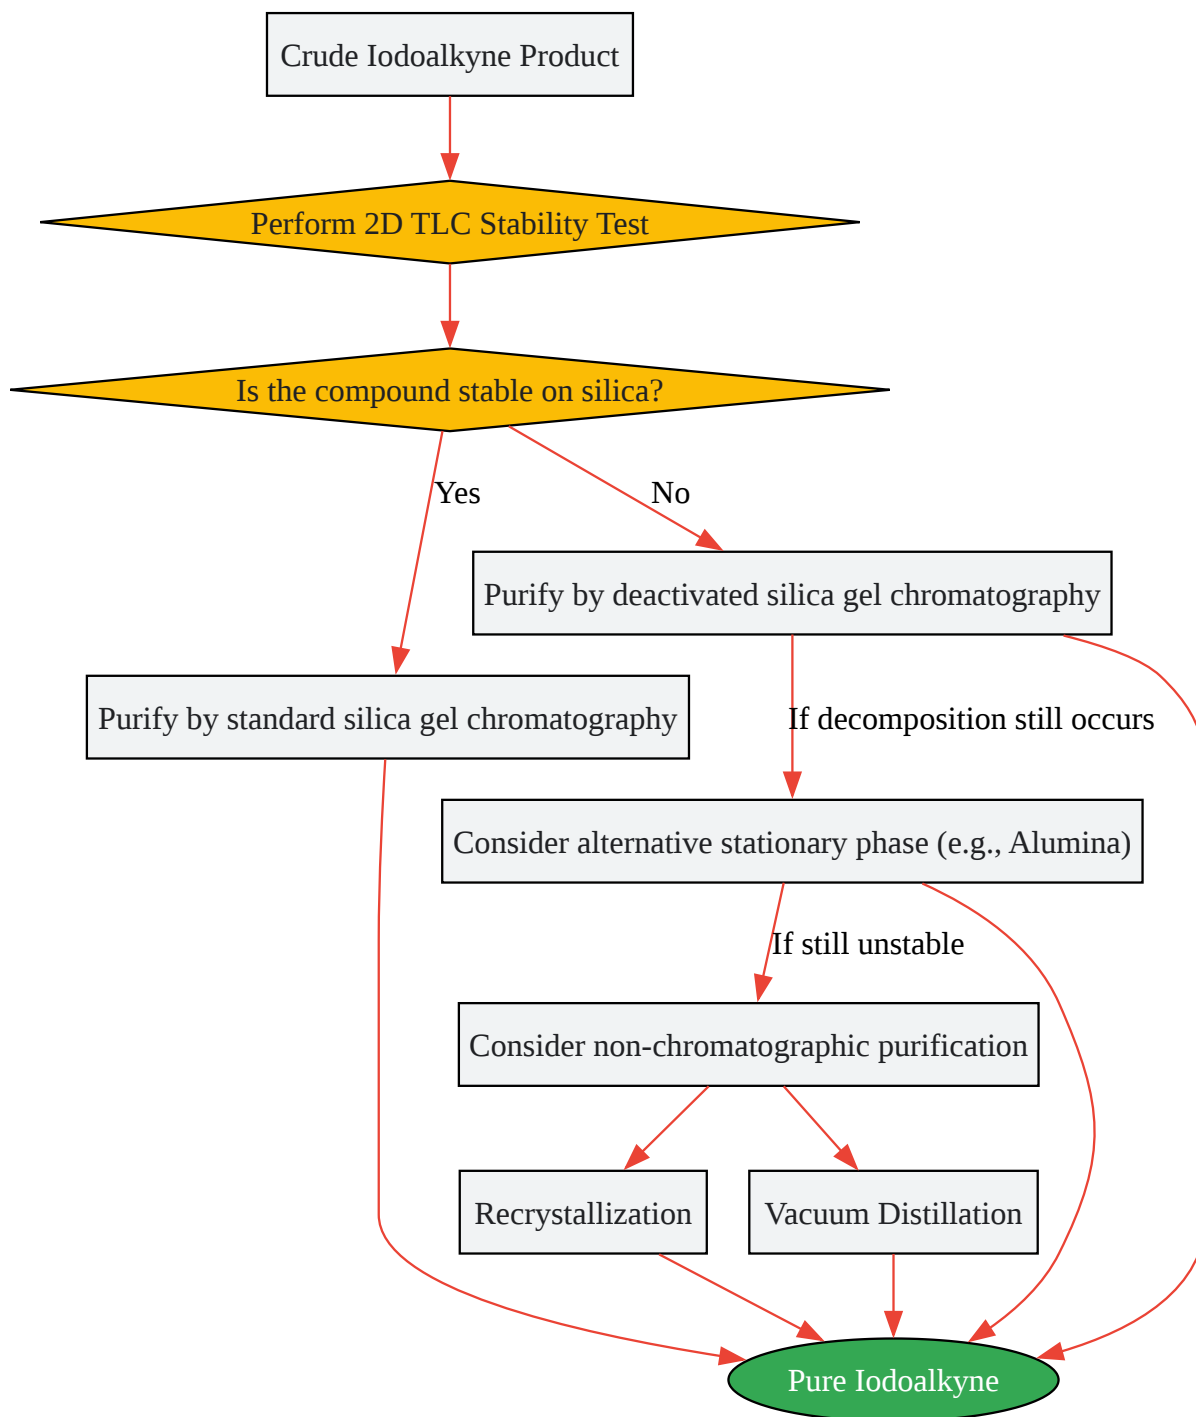 Crude Iodoalkyne Product
Perform 2D TLC Stability Test
Is the compound stable on silica?
Yes
No
Purify by deactivated silica gel chromatography
Purify by standard silica gel chromatography
If decomposition still occurs
Consider alternative stationary phase (e.g., Alumina)
If still unstable
Consider non-chromatographic purification
Recrystallization
Vacuum Distillation
Pure Iodoalkyne